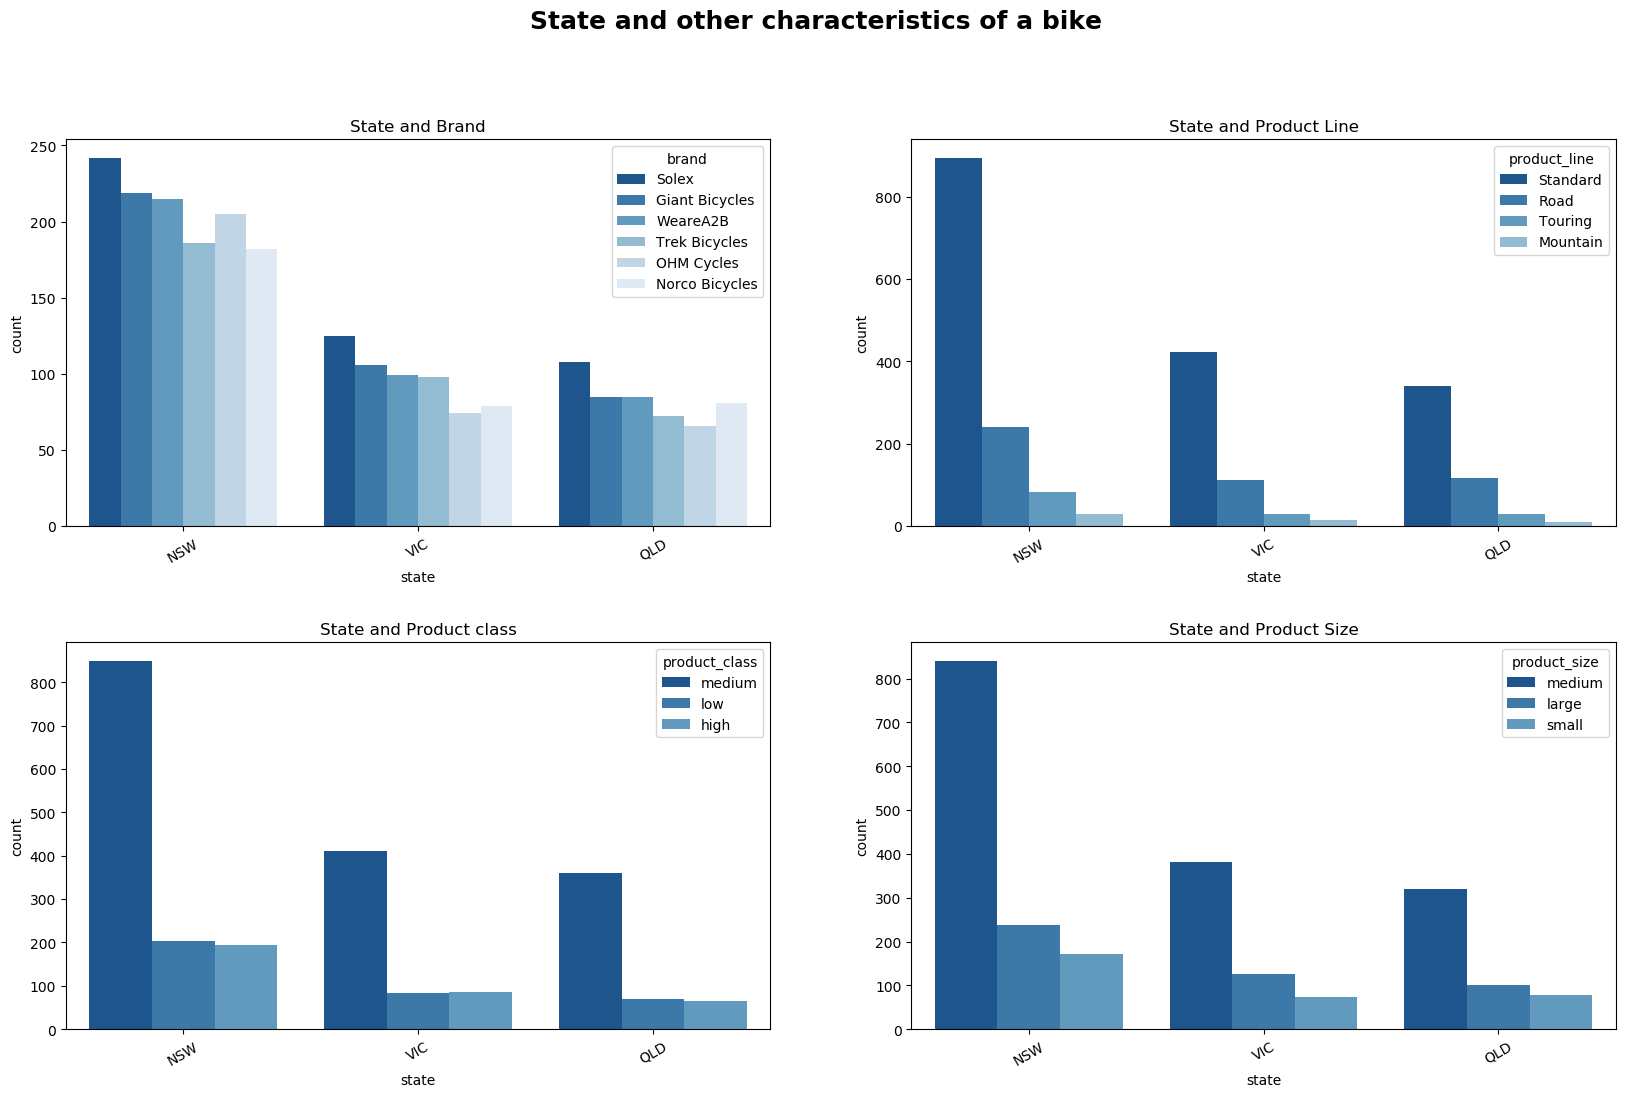 State and other characteristics of a bike
State and Brand
count
250
200
150
100
50
0
brand
Solex
Giant Bicycles
WeareA2B
Trek Bicycles
OHM Cycles
Norco Bicycles
NSW
VIC
QLD
state
State and Product Line
count
800
600
400
200
0
product_line
Standard
Road
Touring
Mountain
NSW
VIC
QLD
state
State and Product class
count
800
700
600
500
400
300
200
100
0
product_class
medium
low
high
NSW
VIC
QLD
state
State and Product Size
count
800
700
600
500
400
300
200
100
0
product_size
medium
large
small
NSW
VIC
QLD
state